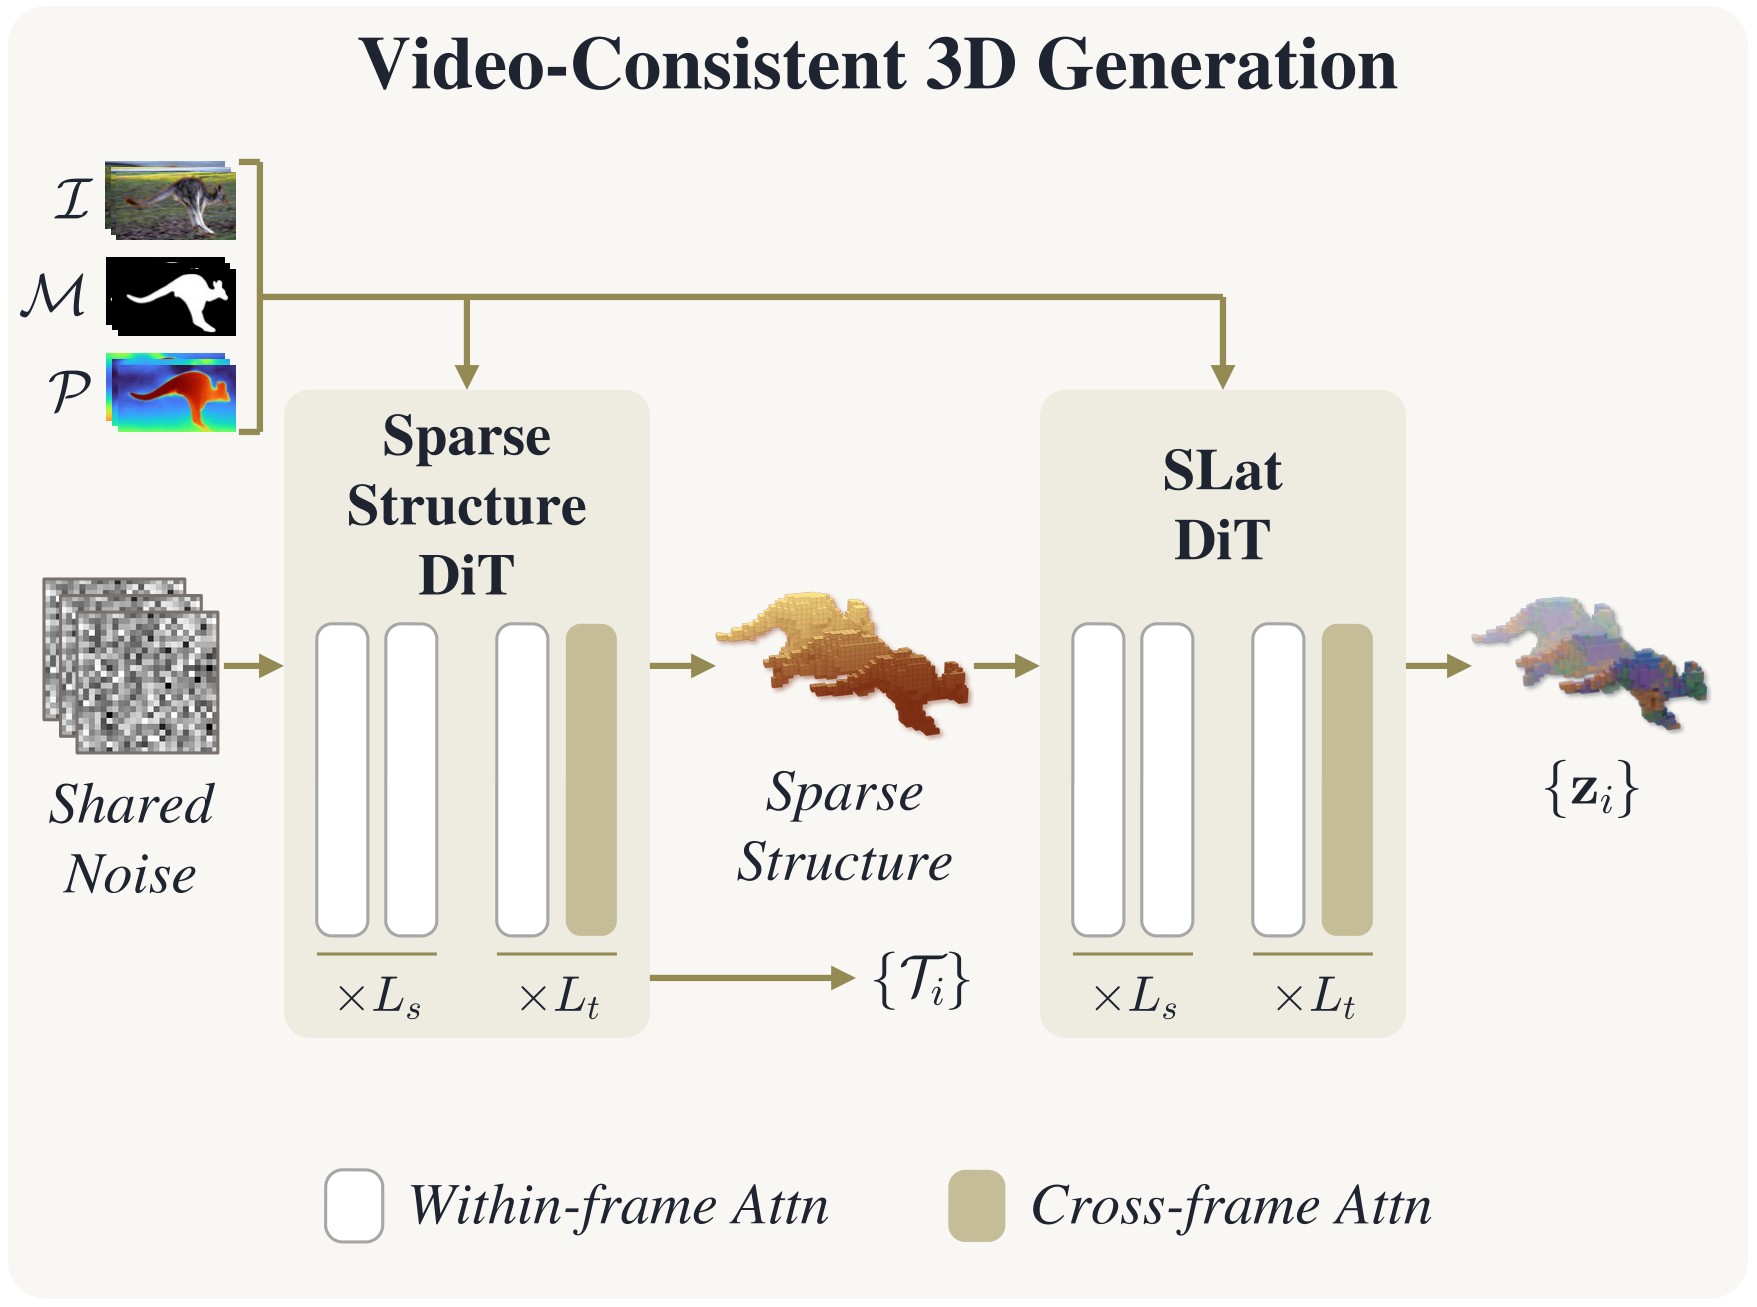 Video-Consistent 3D Generation
ℐ
ℳ
𝒫
Sparse
Structure
DiT
SLat
DiT
Shared
Noise
Sparse
Structure
{𝐳ᵢ}
{𝒯ᵢ}
×Lₛ
×Lₜ
×Lₛ
×Lₜ
Within-frame Attn
Cross-frame Attn